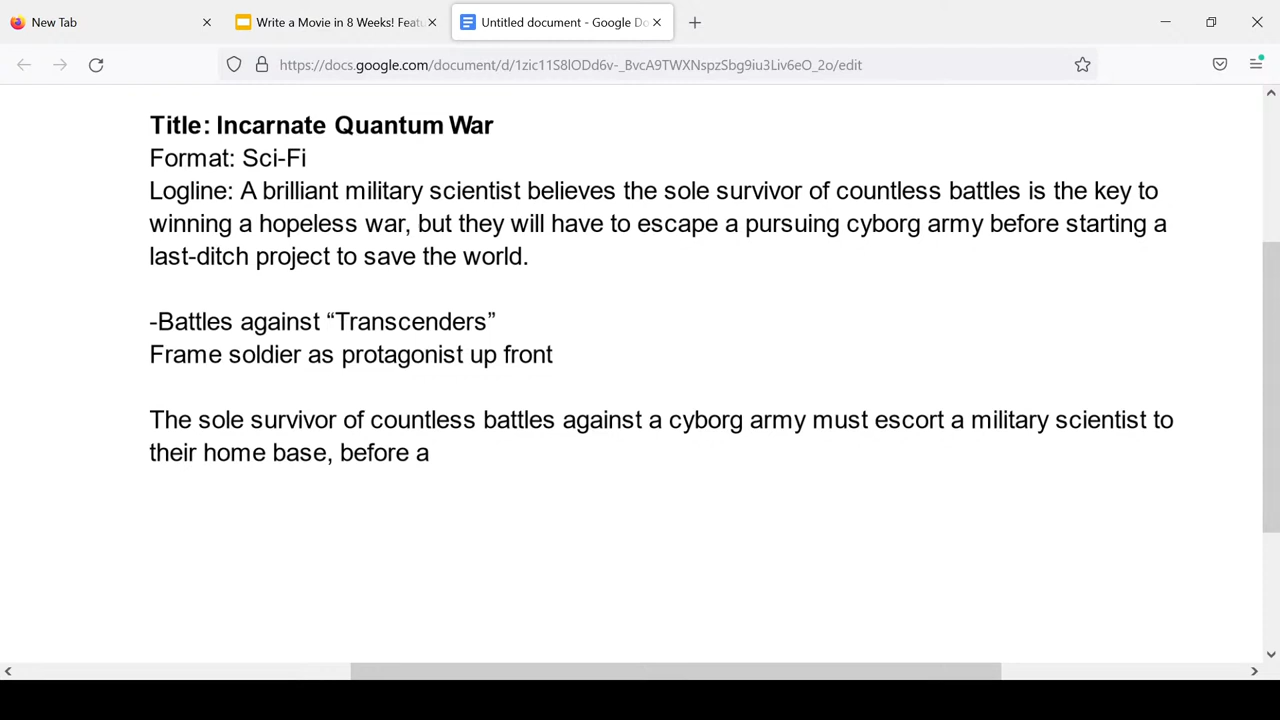 New Tab
Write a Movie in 8 Weeks! Featu
Untitled document - Google Do
https://docs.google.com/document/d/1zic11S8lODd6v-_BvcA9TWXNspzSbg9iu3Liv6eO_2o/edit
Title: Incarnate Quantum War
Format: Sci-Fi
Logline: A brilliant military scientist believes the sole survivor of countless battles is the key to
winning a hopeless war, but they will have to escape a pursuing cyborg army before starting a
last-ditch project to save the world.
-Battles against “Transcenders”
Frame soldier as protagonist up front
The sole survivor of countless battles against a cyborg army must escort a military scientist to
their home base, before a